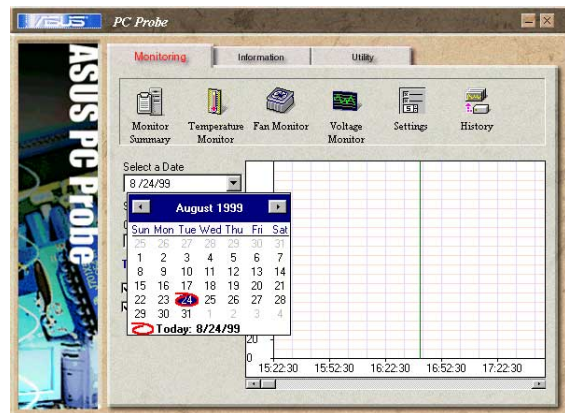 ASUS PC Probe
Monitoring Information Utility
ASUS PC Probe
Monitor Summary
Temperature Monitor
Fan Monitor
Voltage Monitor
Settings
History
Select a Date
8 /24/99
August 1999
Sun Mon Tue Wed Thu Fri Sat
25 26 27 28 29 30 31
1 2 3 4 5 6 7
8 9 10 11 12 13 14
15 16 17 18 19 20 21
22 23 24 25 26 27 28
29 30 31 1 2 3 4
Today: 8/24/99
20
0
15:22:30 15:52:30 16:22:30 16:52:30 17:22:30